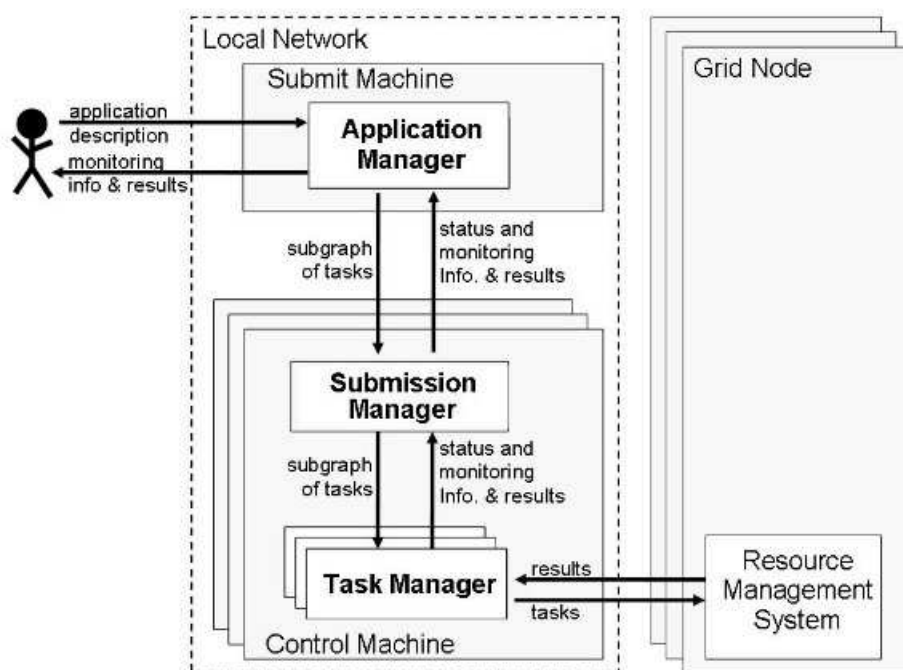 Local Network
Grid Node
Submit Machine
application
description
monitoring
info & results
Application
Manager
subgraph
of tasks
status and
monitoring
Info. & results
Submission
Manager
subgraph
of tasks
status and
monitoring
Info. & results
Task Manager
results
tasks
Resource
Management
System
Control Machine